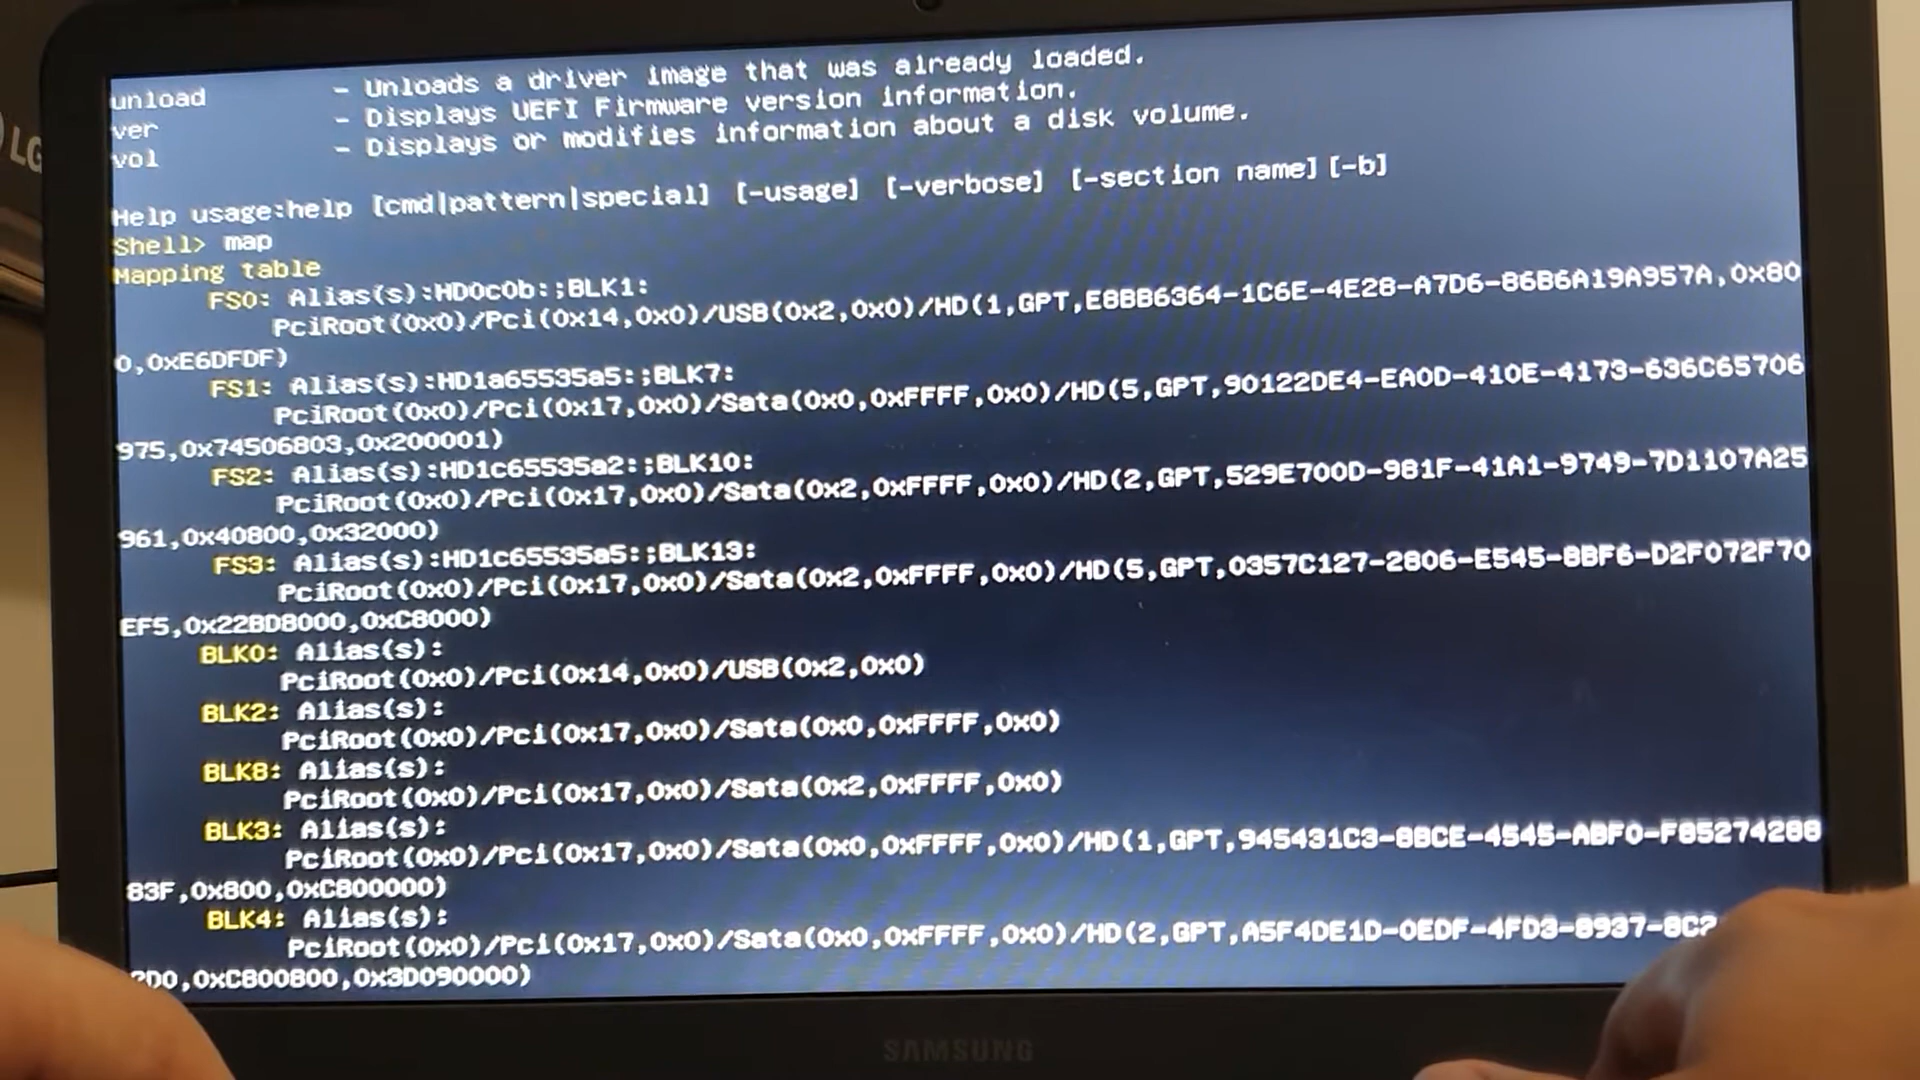 unload - Unloads a driver image that was already loaded.
ver - Displays UEFI Firmware version information.
vol - Displays or modifies information about a disk volume.
Help usage:help [cmd|pattern|special] [-usage] [-verbose] [-section name][-b]
Shell> map
Mapping table
FS0: Alias(s):HD0c0b:;BLK1:
PciRoot(0x0)/Pci(0x14,0x0)/USB(0x2,0x0)/HD(1,GPT,E8BB6364-1C6E-4E28-A7D6-86B6A19A957A,0x80
0,0xE6DFDF)
FS1: Alias(s):HD1a65535a5:;BLK7:
PciRoot(0x0)/Pci(0x17,0x0)/Sata(0x0,0xFFFF,0x0)/HD(5,GPT,90122DE4-EA0D-410E-4173-636C65706
975,0x74506803,0x200001)
FS2: Alias(s):HD1c65535a2:;BLK10:
PciRoot(0x0)/Pci(0x17,0x0)/Sata(0x2,0xFFFF,0x0)/HD(2,GPT,529E700D-981F-41A1-9749-7D1107A25
961,0x40800,0x32000)
FS3: Alias(s):HD1c65535a5:;BLK13:
PciRoot(0x0)/Pci(0x17,0x0)/Sata(0x2,0xFFFF,0x0)/HD(5,GPT,0357C127-2806-E545-8BF6-D2F072F70
EF5,0x22BD8000,0xC8000)
BLK0: Alias(s):
PciRoot(0x0)/Pci(0x14,0x0)/USB(0x2,0x0)
BLK2: Alias(s):
PciRoot(0x0)/Pci(0x17,0x0)/Sata(0x0,0xFFFF,0x0)
BLK8: Alias(s):
PciRoot(0x0)/Pci(0x17,0x0)/Sata(0x2,0xFFFF,0x0)
BLK3: Alias(s):
PciRoot(0x0)/Pci(0x17,0x0)/Sata(0x0,0xFFFF,0x0)/HD(1,GPT,945431C3-8BCE-4545-ABF0-F85274288
83F,0x800,0xC800000)
BLK4: Alias(s):
PciRoot(0x0)/Pci(0x17,0x0)/Sata(0x0,0xFFFF,0x0)/HD(2,GPT,A5F4DE1D-0EDF-4FD3-8937-8C2
2D0,0xC800800,0x3D090000)
SAMSUNG
LG